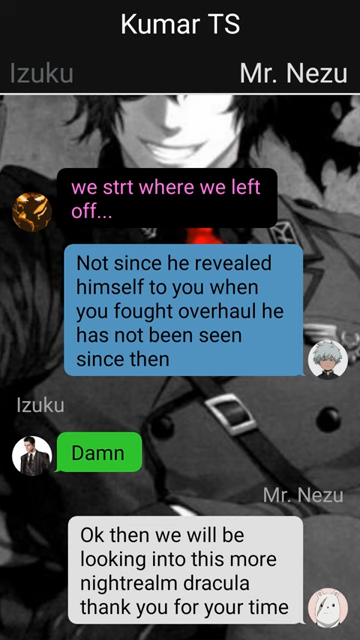 Kumar TS
Izuku Mr. Nezu
we strt where we left
off...
Not since he revealed
himself to you when
you fought overhaul he
has not been seen
since then
Izuku
Damn
Mr. Nezu
Ok then we will be
looking into this more
nightrealm dracula
thank you for your time